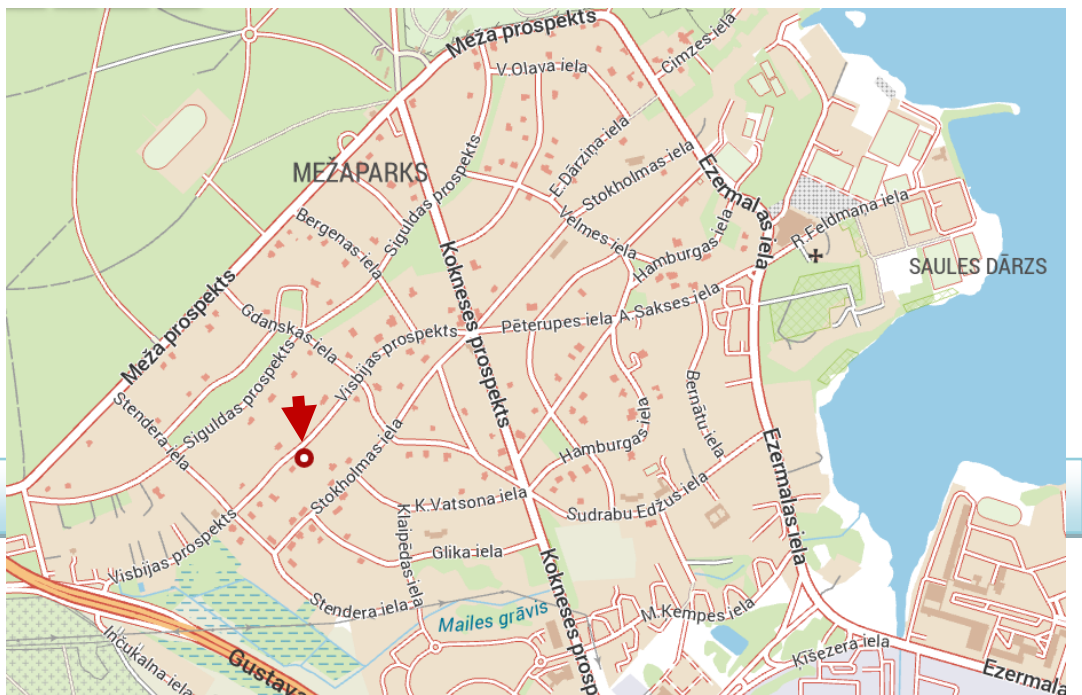 Meža prospekts
V.Olava iela
Cimzes iela
MEŽAPARKS
Siguldas prospekts
E.Dārziņa iela
Stokholmas iela
Ezermalas iela
Bergenas iela
Velmes iela
Hamburgas iela
R.Feldmaņa iela
SAULES DĀRZS
Kokneses prospekts
Meža prospekts
Gdaņskas iela
Visbijas prospekts
Pēterupes iela
A.Sakses iela
Siguldas prospekts
Stendera iela
Bernātu iela
Stokholmas iela
Hamburgas iela
Ezermalas iela
K.Vatsona iela
Sudrabu Edžus iela
Visbijas prospekts
Klaipēdas iela
Glika iela
Kokneses prosp
Stendera iela
Mailes grāvis
M.Ķempes iela
Inčukalna iela
Gustava
Ķīšezera iela
Ezermala